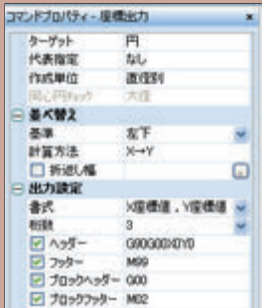 コマンドプロパティ - 座標出力
ターゲット 円
代表指定 なし
作成単位 直径別
同心円チェック 大径
並べ替え
基準 左下
計算方法 X→Y
折返し幅
出力設定
書式 X座標値 , Y座標値
桁数 3
ヘッダー G90G00X0Y0
フッター M99
ブロックヘッダー G00
ブロックフッター M02